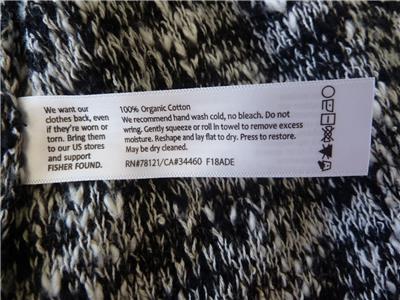 We want our
clothes back, even
if they're worn or
torn. Bring them
to our US stores
and support
FISHER FOUND.
100% Organic Cotton
We recommend hand wash cold, no bleach. Do not
wring. Gently squeeze or roll in towel to remove excess
moisture. Reshape and lay flat to dry. Press to restore.
May be dry cleaned.
RN#78121/CA#34460 F18ADE